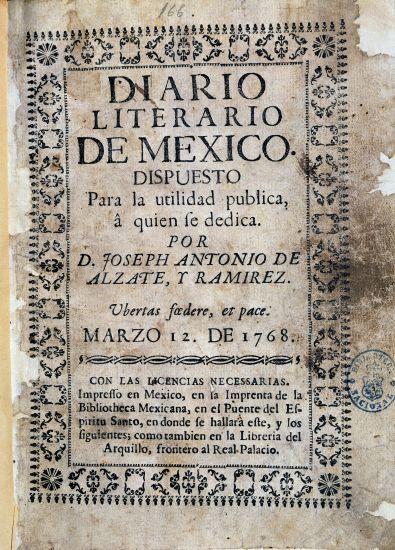 166.
DIARIO
LITERARIO
DE MEXICO.
DISPUESTO
Para la utilidad publica,
â quien ſe dedica.
POR
D. JOSEPH ANTONIO DE
ALZATE, Y RAMIREZ.
Ubertas fœdere, et pace.
MARZO 12. DE 1768.
CON LAS LICENCIAS NECESSARIAS.
Impreſſo en Mexico, en ſa Imprenta de la
Bibliotheca Mexicana, en el Puente del Eſ-
piritu Santo, en donde ſe hallarà eſte, y los
ſiguientes; como tambien en la Libreria del
Arquillo, frontero al Real Palacio.